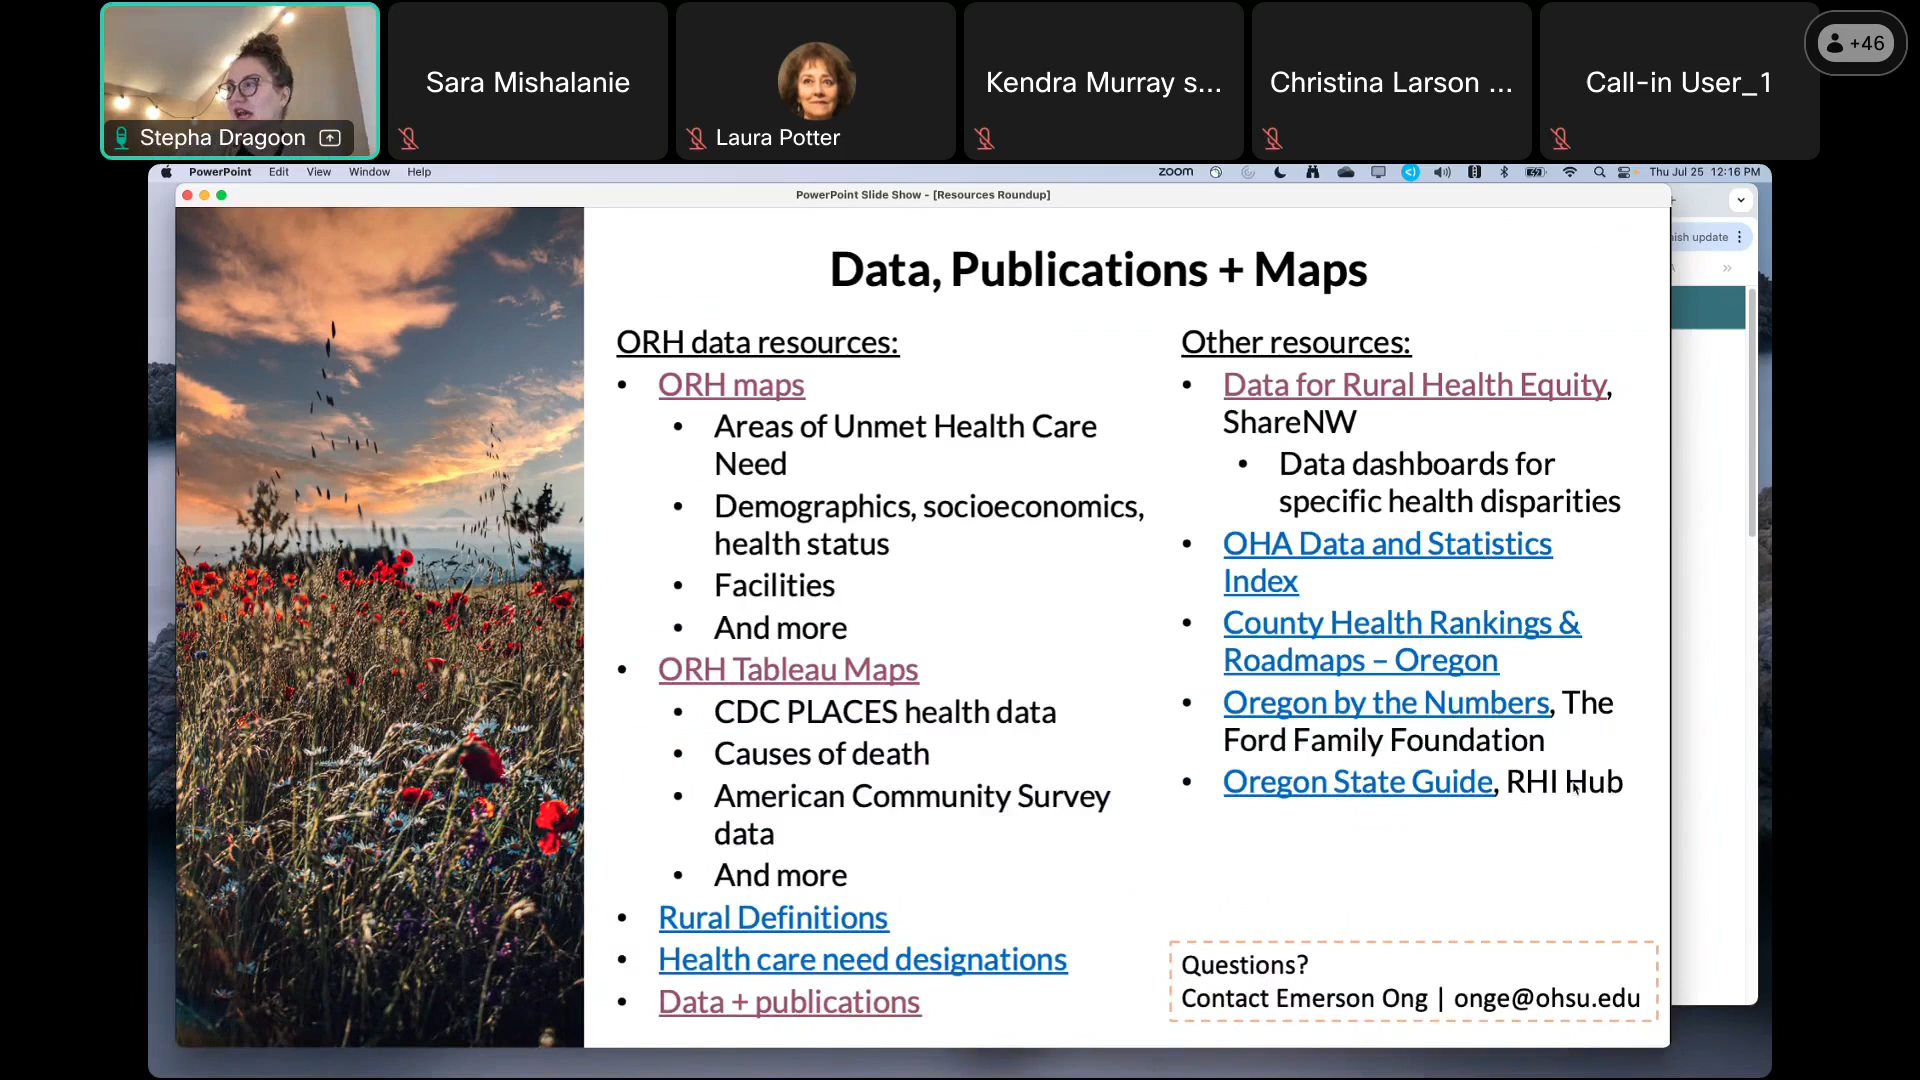 Stepha Dragoon
Sara Mishalanie
Laura Potter
Kendra Murray s...
Christina Larson ...
Call-in User_1
+46
PowerPoint Edit View Window Help
zoom
Thu Jul 25 12:16 PM
PowerPoint Slide Show - [Resources Roundup]
ish update
Data, Publications + Maps
ORH data resources:
• ORH maps
• Areas of Unmet Health Care
Need
• Demographics, socioeconomics,
health status
• Facilities
• And more
• ORH Tableau Maps
• CDC PLACES health data
• Causes of death
• American Community Survey
data
• And more
• Rural Definitions
• Health care need designations
• Data + publications
Other resources:
• Data for Rural Health Equity,
ShareNW
• Data dashboards for
specific health disparities
• OHA Data and Statistics
Index
• County Health Rankings &
Roadmaps – Oregon
• Oregon by the Numbers, The
Ford Family Foundation
• Oregon State Guide, RHI Hub
Questions?
Contact Emerson Ong | onge@ohsu.edu